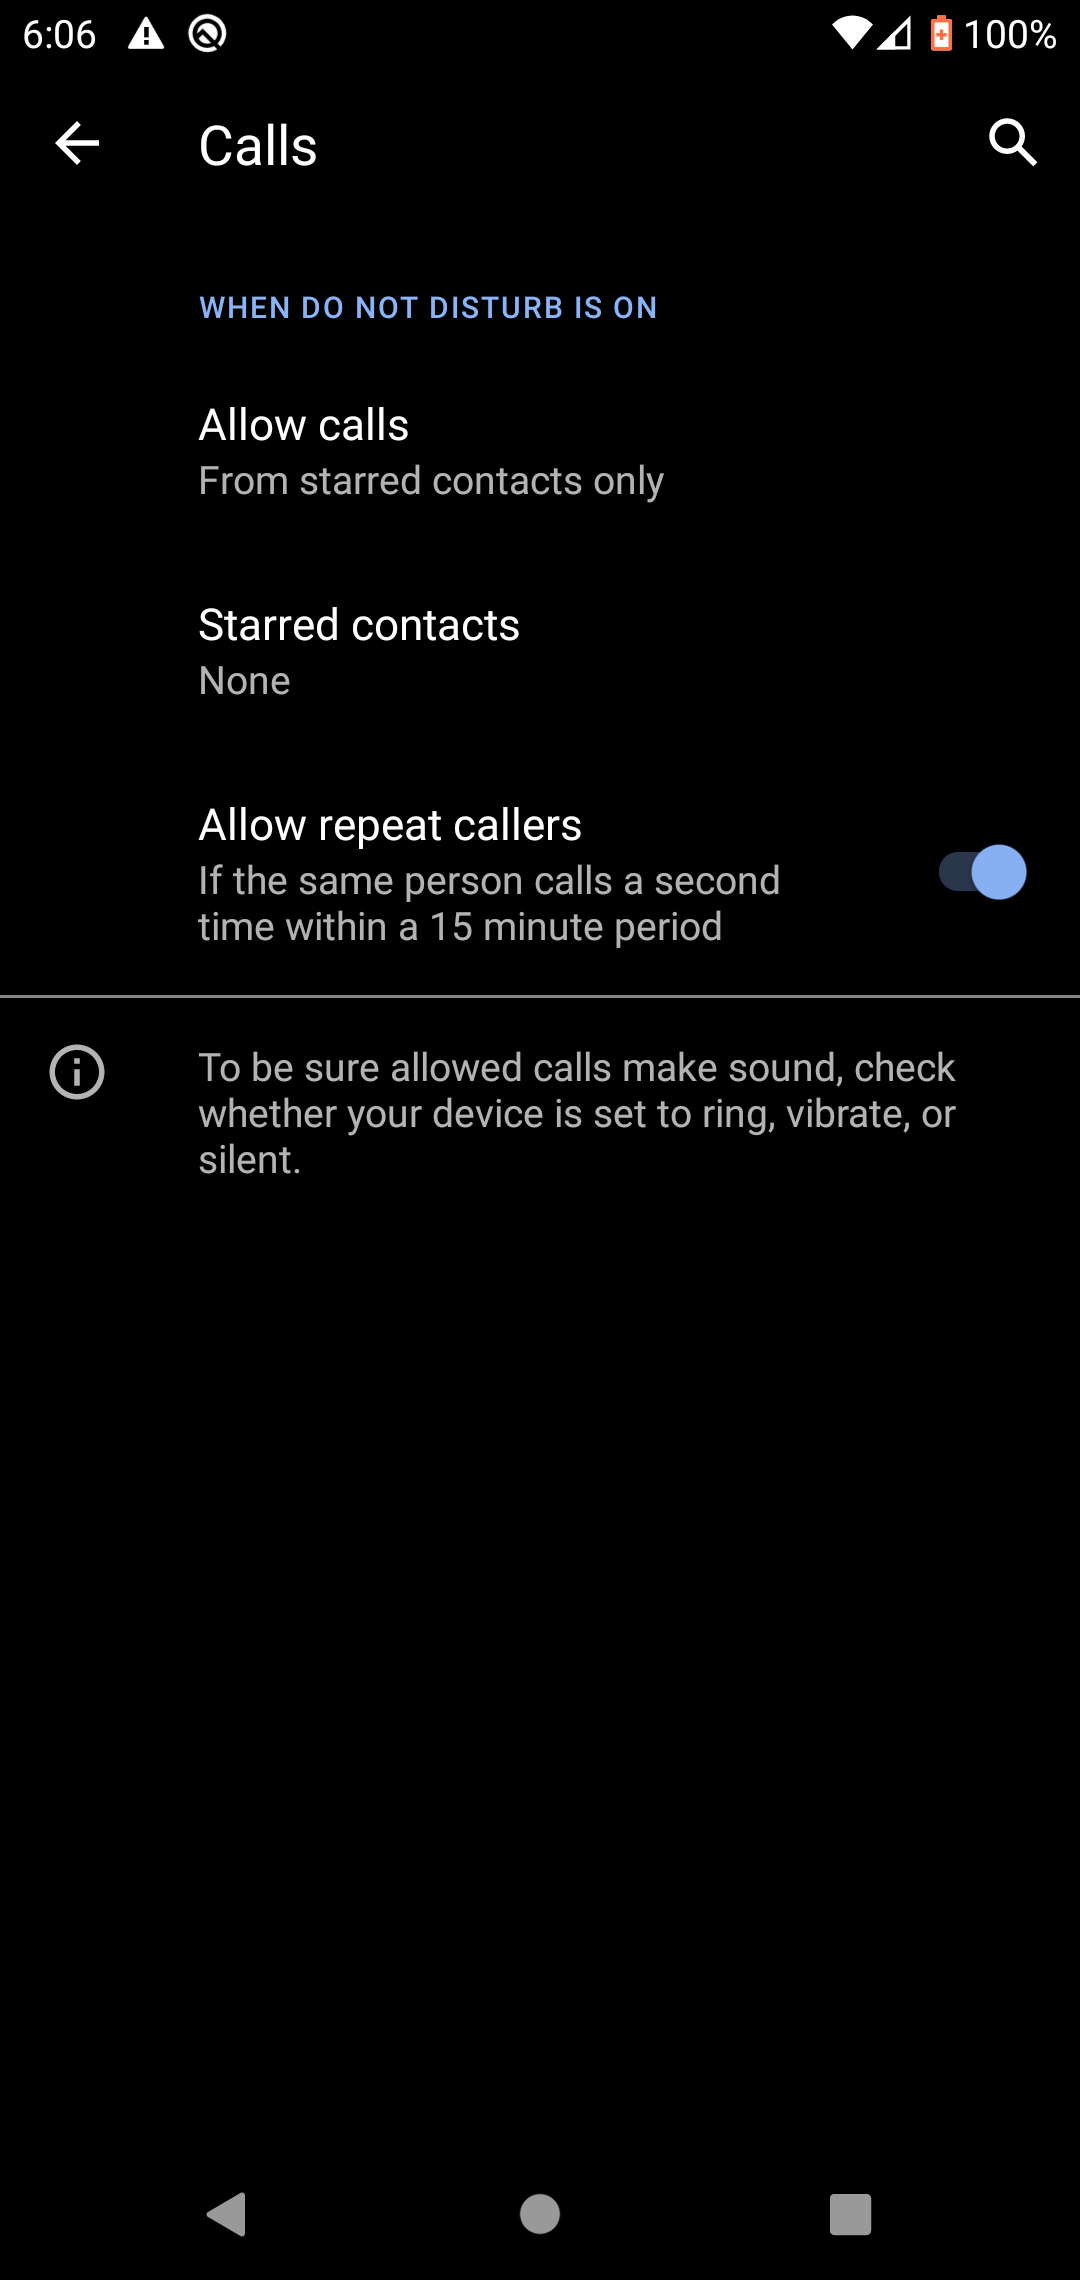 6:06 100%
Calls
WHEN DO NOT DISTURB IS ON
Allow calls
From starred contacts only
Starred contacts
None
Allow repeat callers
If the same person calls a second
time within a 15 minute period
To be sure allowed calls make sound, check
whether your device is set to ring, vibrate, or
silent.